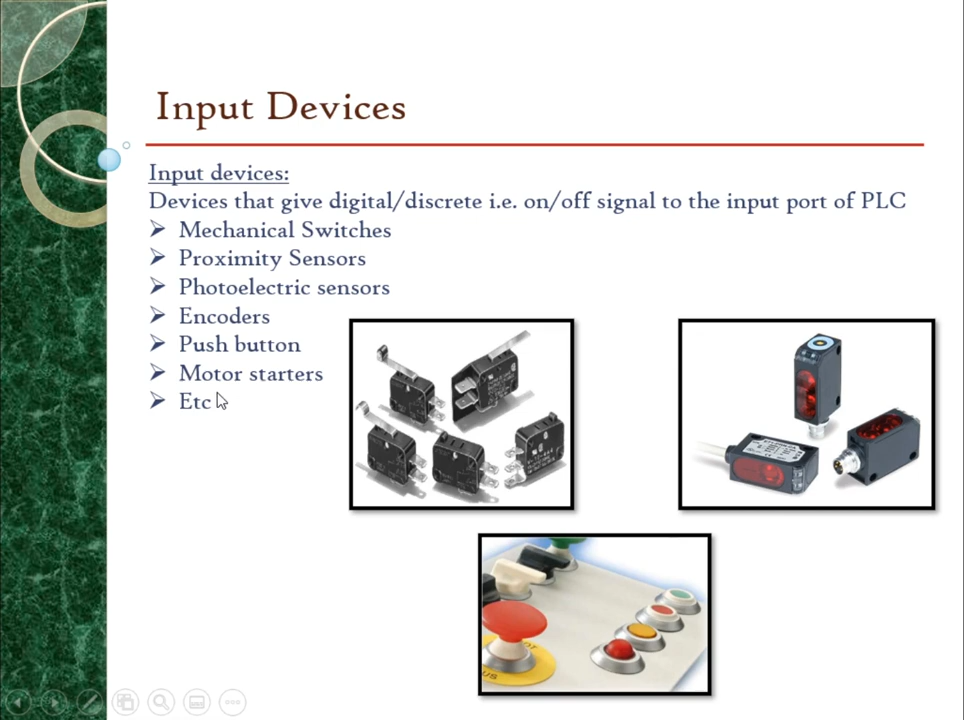 Input Devices
Input devices:
Devices that give digital/discrete i.e. on/off signal to the input port of PLC
Mechanical Switches
Proximity Sensors
Photoelectric sensors
Encoders
Push button
Motor starters
Etc